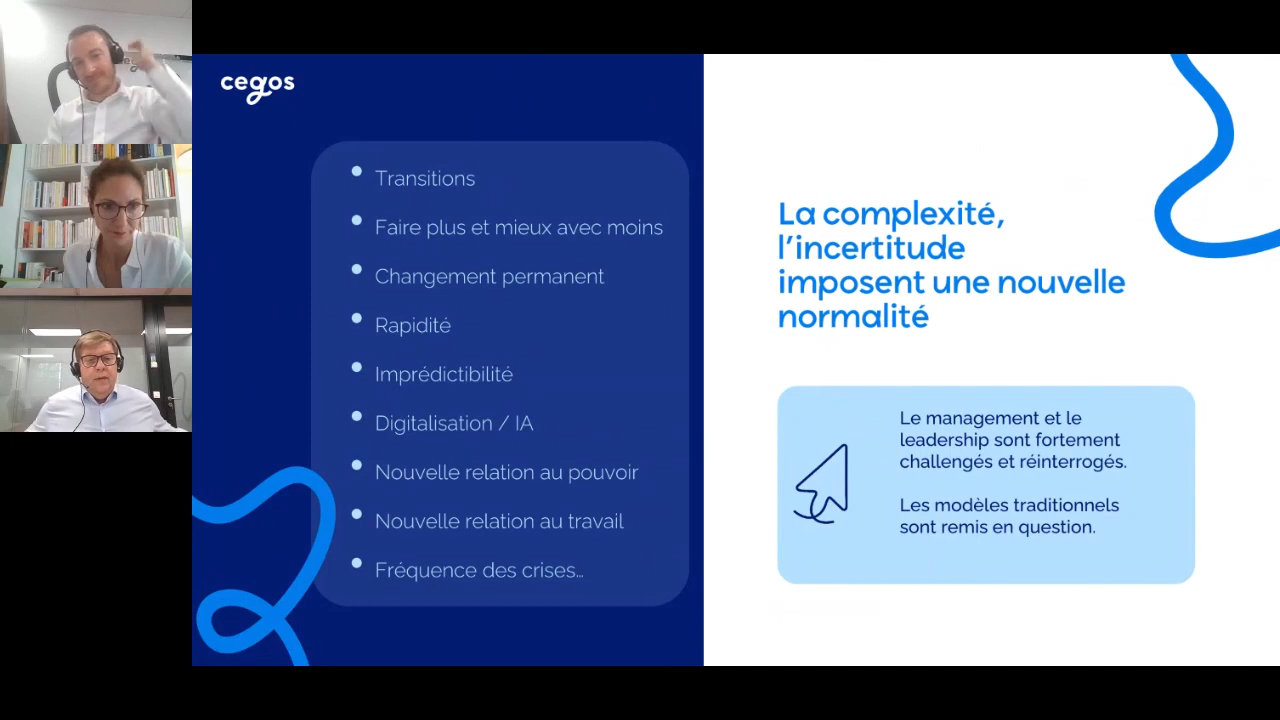 cegos
Transitions
Faire plus et mieux avec moins
Changement permanent
Rapidité
Imprédictibilité
Digitalisation / IA
Nouvelle relation au pouvoir
Nouvelle relation au travail
Fréquence des crises…
La complexité,
l’incertitude
imposent une nouvelle
normalité
Le management et le
leadership sont fortement
challengés et réinterrogés.
Les modèles traditionnels
sont remis en question.